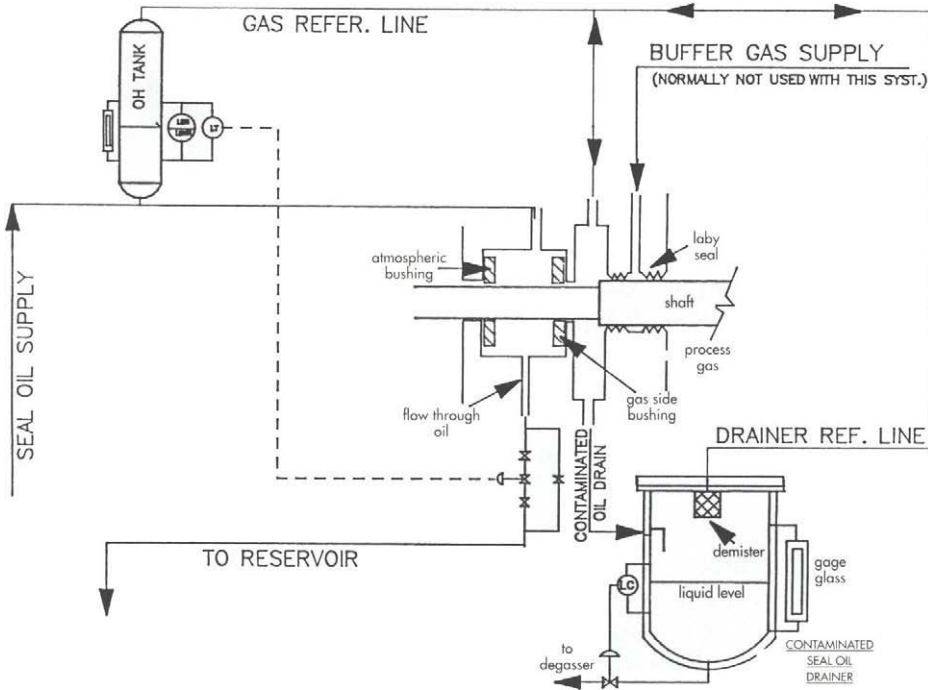 GAS REFER. LINE
BUFFER GAS SUPPLY
(NORMALLY NOT USED WITH THIS SYST.)
OH TANK
LT
SEAL OIL SUPPLY
atmospheric
bushing
laby
seal
shaft
process
gas
flow through
oil
gas side
bushing
CONTAMINATED
OIL DRAIN
DRAINER REF. LINE
TO RESERVOIR
demister
gage
glass
LC
liquid level
to
degasser
CONTAMINATED
SEAL OIL
DRAINER